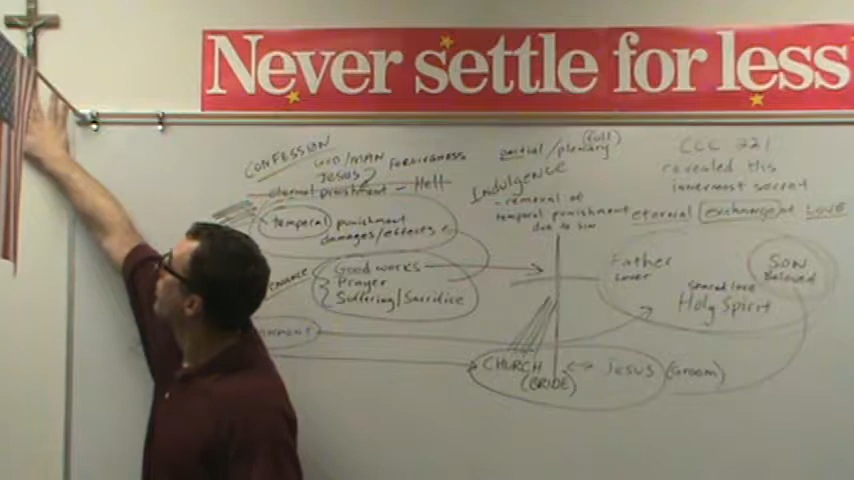 Never settle for less
CONFESSION
GOD/MAN
FORGIVENESS
JESUS
eternal punishment - Hell
temporal punishment
damages/effects
Good works
Prayer
Suffering/Sacrifice
partial/plenary
(full)
Indulgence
- removal of
temporal punishment
due to sin
CCC 221
revealed this
innermost secret
eternal exchange of LOVE
Father
Lover
SON
Beloved
shared love
Holy Spirit
CHURCH
(BRIDE)
Jesus (Groom)